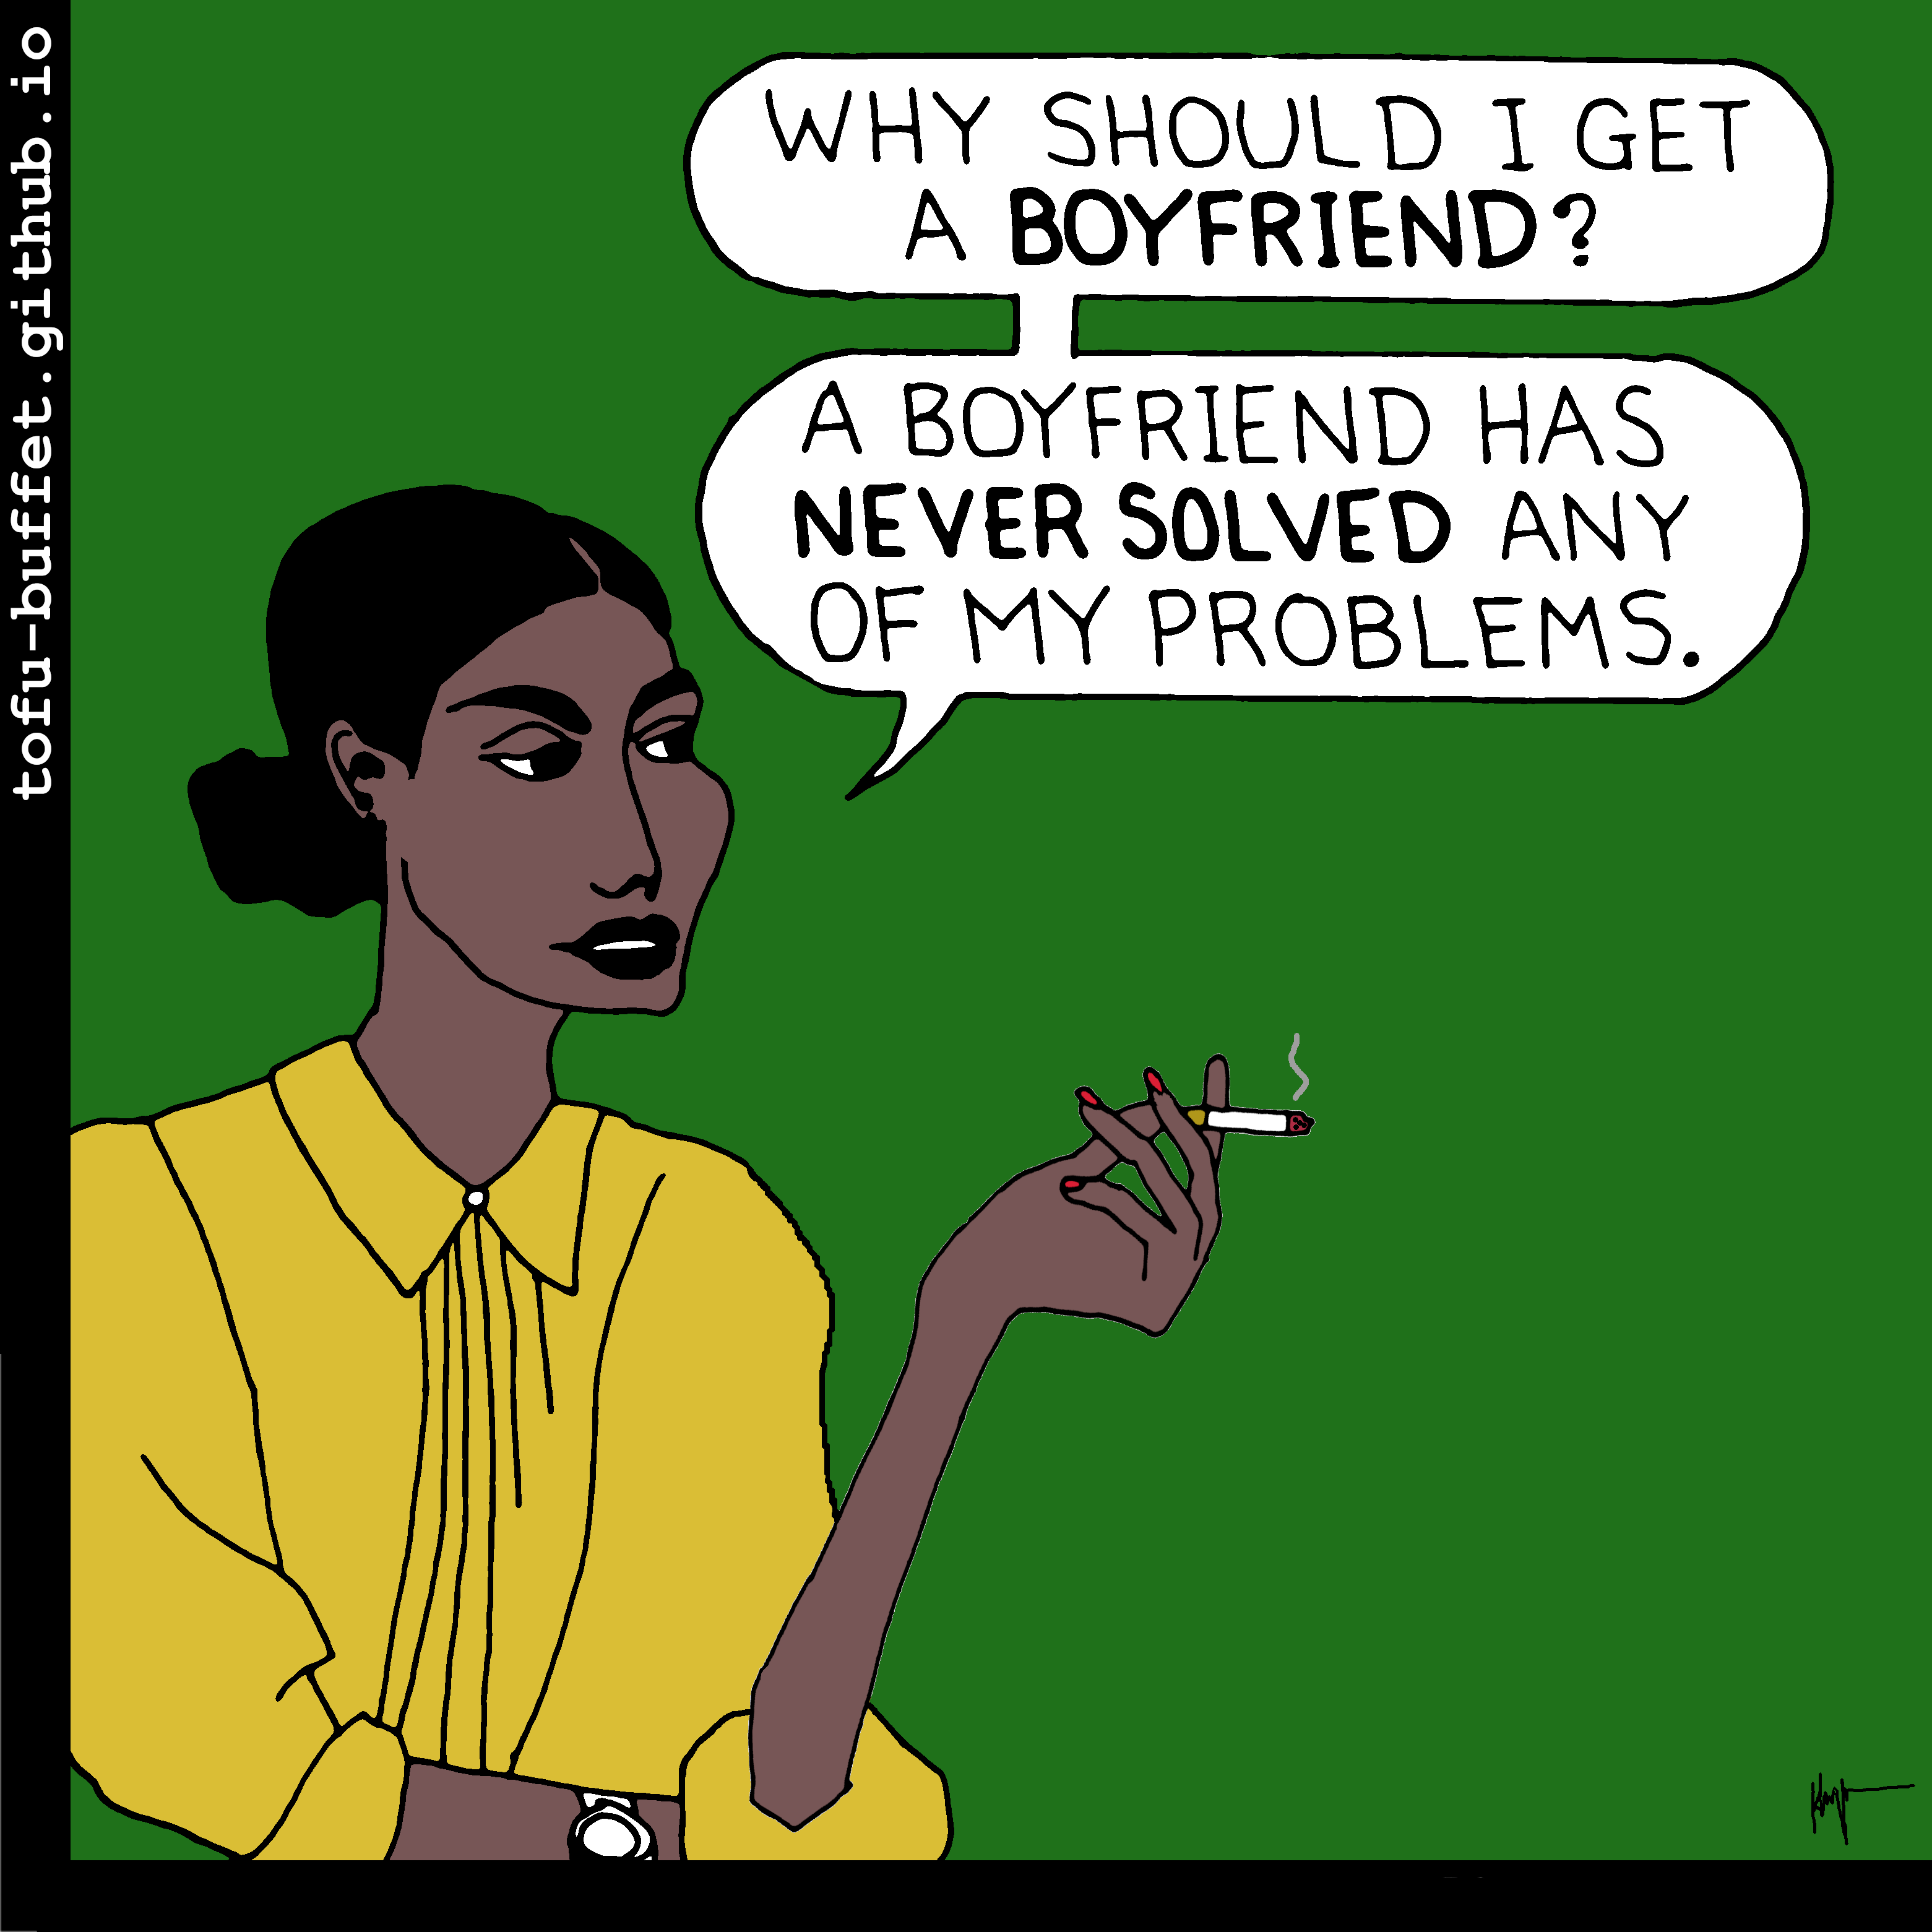 tofu-buffet.github.io
WHY SHOULD I GET
A BOYFRIEND?
A BOYFRIEND HAS
NEVER SOLVED ANY
OF MY PROBLEMS.